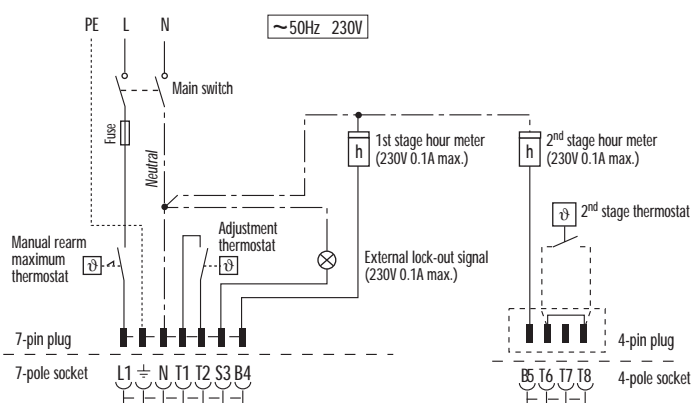 PE L N
~50Hz 230V
Main switch
Fuse
Neutral
h
1st stage hour meter
(230V 0.1A max.)
h
2nd stage hour meter
(230V 0.1A max.)
ϑ
2nd stage thermostat
Manual rearm
maximum
thermostat
ϑ
Adjustment
thermostat
ϑ
External lock-out signal
(230V 0.1A max.)
7-pin plug
4-pin plug
7-pole socket
L1 ⏚ N T1 T2 S3 B4
B5 T6 T7 T8
4-pole socket